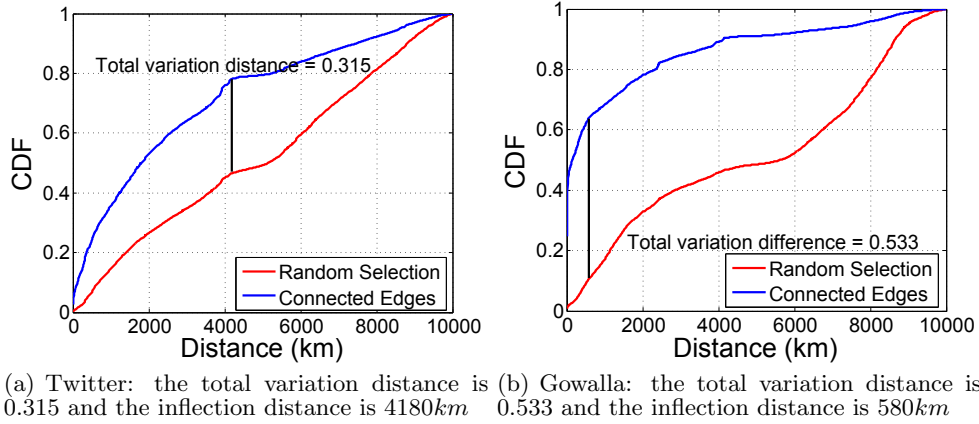 1
0.8
0.6
0.4
0.2
0
CDF
Total variation distance = 0.315
Random Selection
Connected Edges
0 2000 4000 6000 8000 10000
Distance (km)
1
0.8
0.6
0.4
0.2
0
CDF
Total variation difference = 0.533
Random Selection
Connected Edges
0 2000 4000 6000 8000 10000
Distance (km)
(a) Twitter: the total variation distance is
0.315 and the inflection distance is 4180km
(b) Gowalla: the total variation distance is
0.533 and the inflection distance is 580km